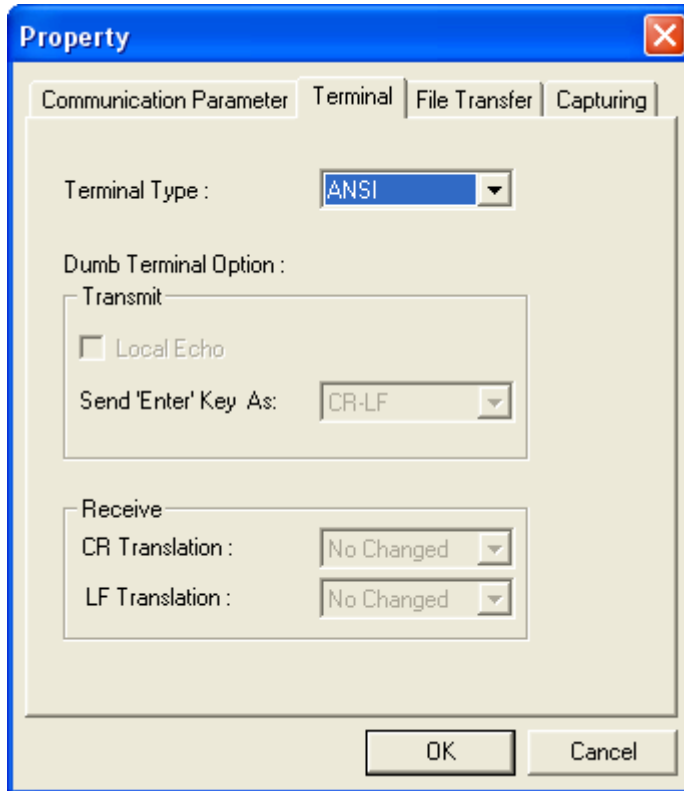 Property
Communication Parameter Terminal File Transfer Capturing
Terminal Type : ANSI
Dumb Terminal Option :
Transmit
Local Echo
Send 'Enter' Key As: CR-LF
Receive
CR Translation : No Changed
LF Translation : No Changed
OK Cancel